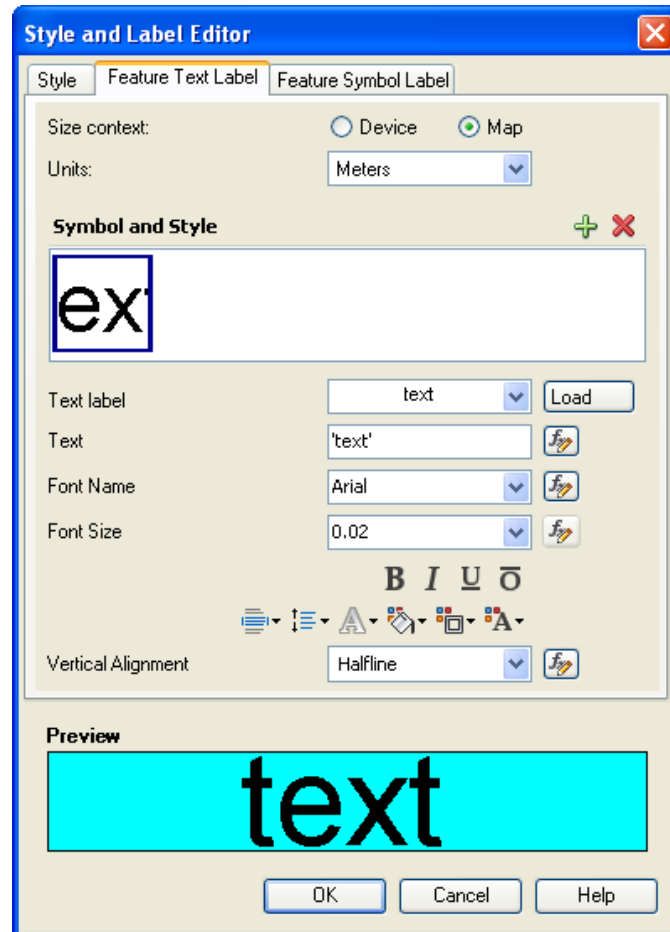 Style and Label Editor
Style Feature Text Label Feature Symbol Label
Size context: Device Map
Units: Meters
Symbol and Style
ext
Text label text Load
Text 'text'
Font Name Arial
Font Size 0.02
B I U O
A A
Vertical Alignment Halfline
Preview
text
OK Cancel Help